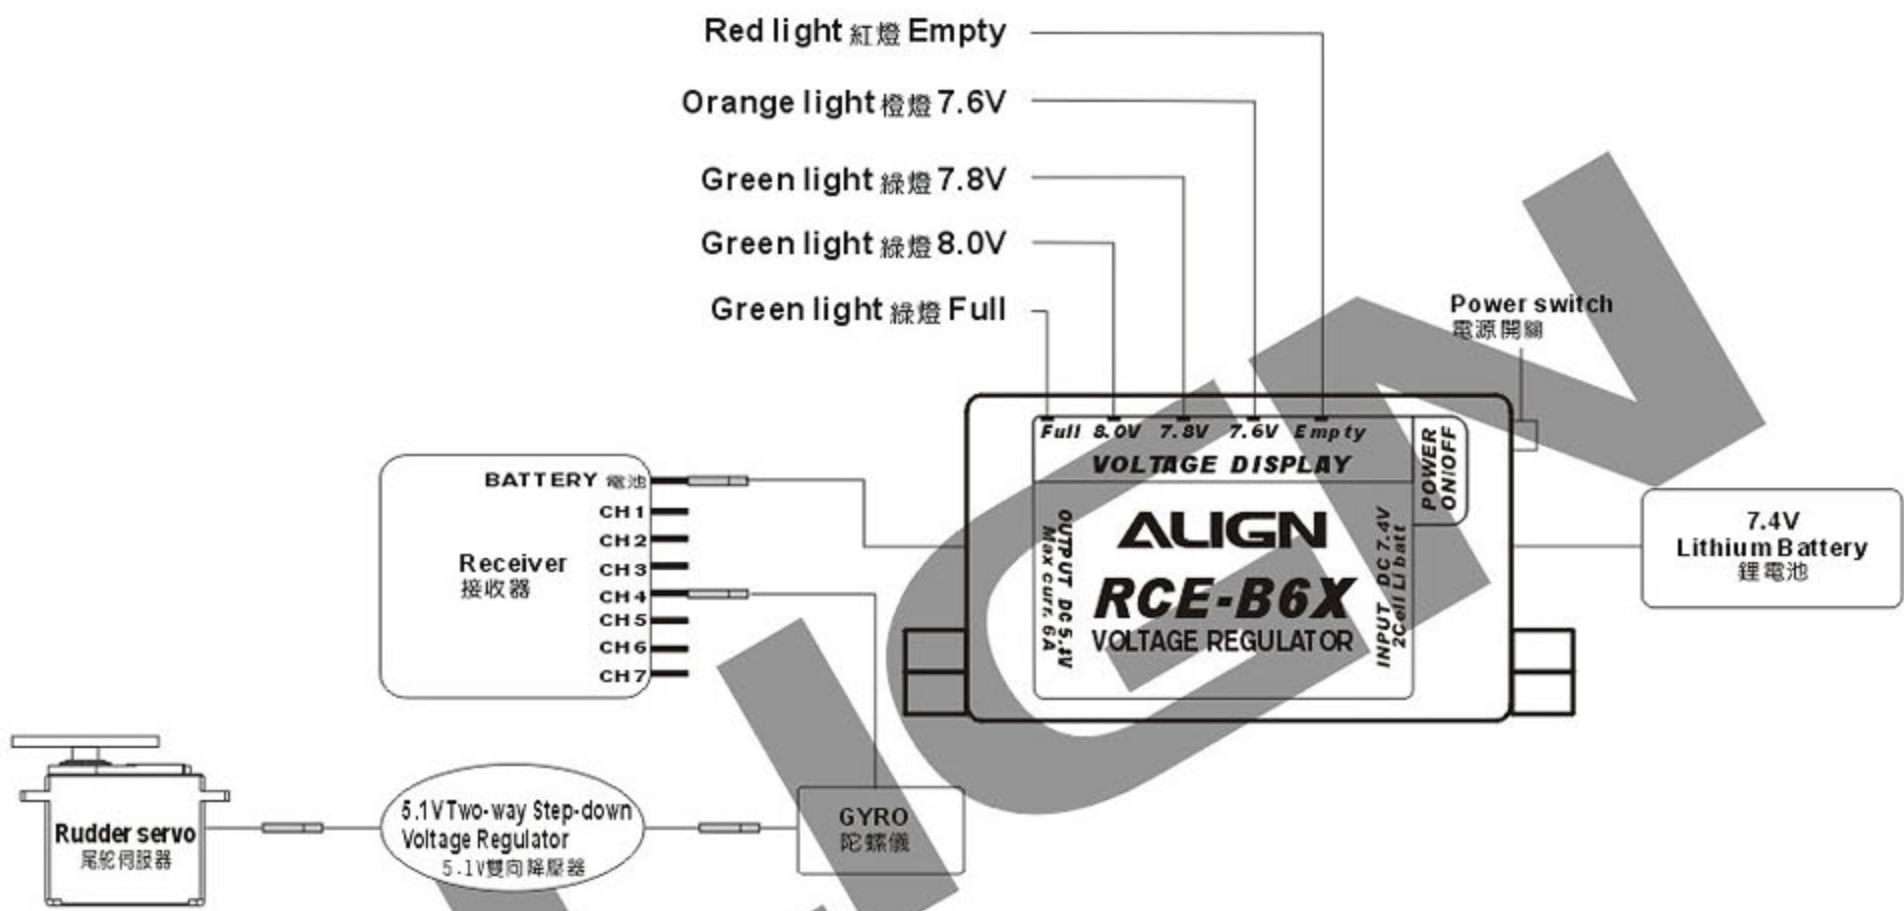 Red light 紅燈 Empty
Orange light 橙燈 7.6V
Green light 綠燈 7.8V
Green light 綠燈 8.0V
Green light 綠燈 Full
Power switch
電源開關
Full 8.0V 7.8V 7.6V Empty
VOLTAGE DISPLAY
POWER
ON/OFF
ALIGN
RCE-B6X
VOLTAGE REGULATOR
OUTPUT DC 5.1V
Max curr. 6A
INPUT DC 7.4V
2Cell Li batt
7.4V
Lithium Battery
鋰電池
BATTERY 電池
CH1
CH2
CH3
CH4
CH5
CH6
CH7
Receiver
接收器
GYRO
陀螺儀
5.1V Two-way Step-down
Voltage Regulator
5.1V雙向降壓器
Rudder servo
尾舵伺服器